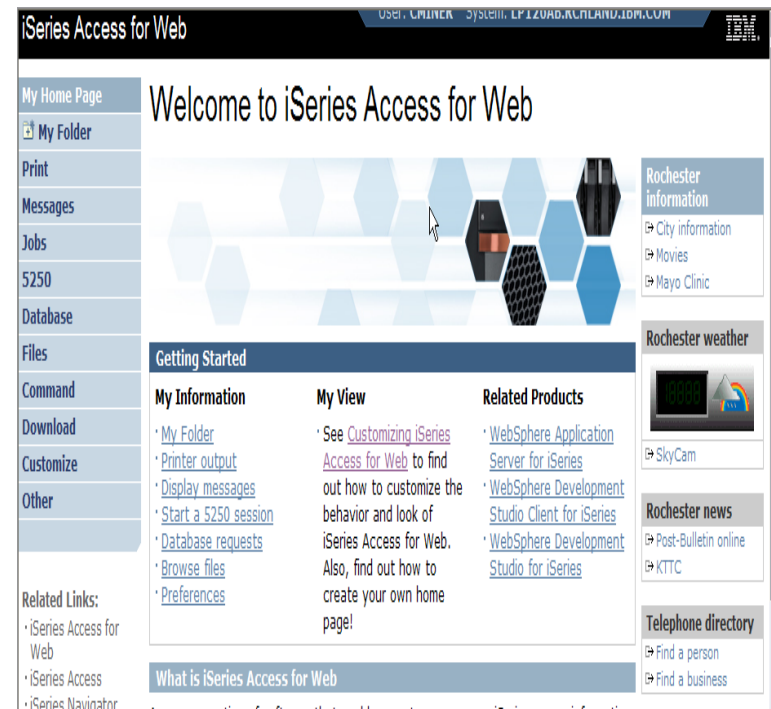 iSeries Access for Web
User: CMINER System: LP120AB.RCHLAND.IBM.COM
IBM.
My Home Page
My Folder
Print
Messages
Jobs
5250
Database
Files
Command
Download
Customize
Other
Related Links:
· iSeries Access for
Web
· iSeries Access
· iSeries Navigator
Welcome to iSeries Access for Web
Getting Started
My Information
· My Folder
· Printer output
· Display messages
· Start a 5250 session
· Database requests
· Browse files
· Preferences
My View
· See Customizing iSeries
Access for Web to find
out how to customize the
behavior and look of
iSeries Access for Web.
Also, find out how to
create your own home
page!
Related Products
· WebSphere Application
Server for iSeries
· WebSphere Development
Studio Client for iSeries
· WebSphere Development
Studio for iSeries
What is iSeries Access for Web
Rochester
information
City information
Movies
Mayo Clinic
Rochester weather
SkyCam
Rochester news
Post-Bulletin online
KTTC
Telephone directory
Find a person
Find a business